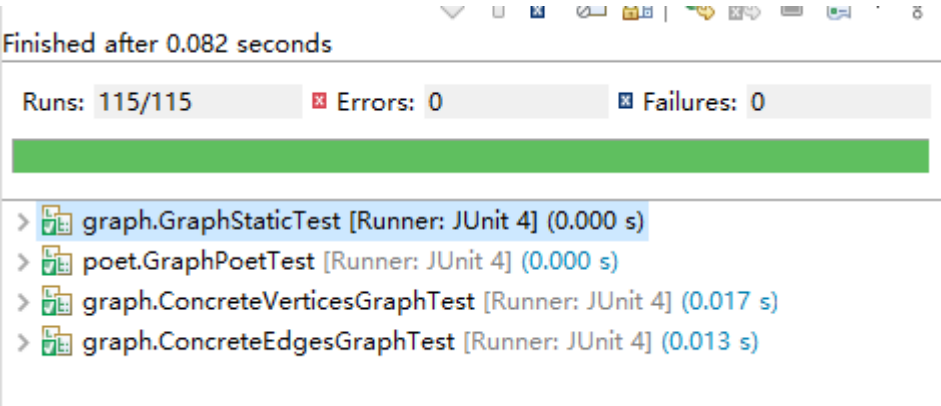 Finished after 0.082 seconds
Runs: 115/115 Errors: 0 Failures: 0
graph.GraphStaticTest [Runner: JUnit 4] (0.000 s)
poet.GraphPoetTest [Runner: JUnit 4] (0.000 s)
graph.ConcreteVerticesGraphTest [Runner: JUnit 4] (0.017 s)
graph.ConcreteEdgesGraphTest [Runner: JUnit 4] (0.013 s)